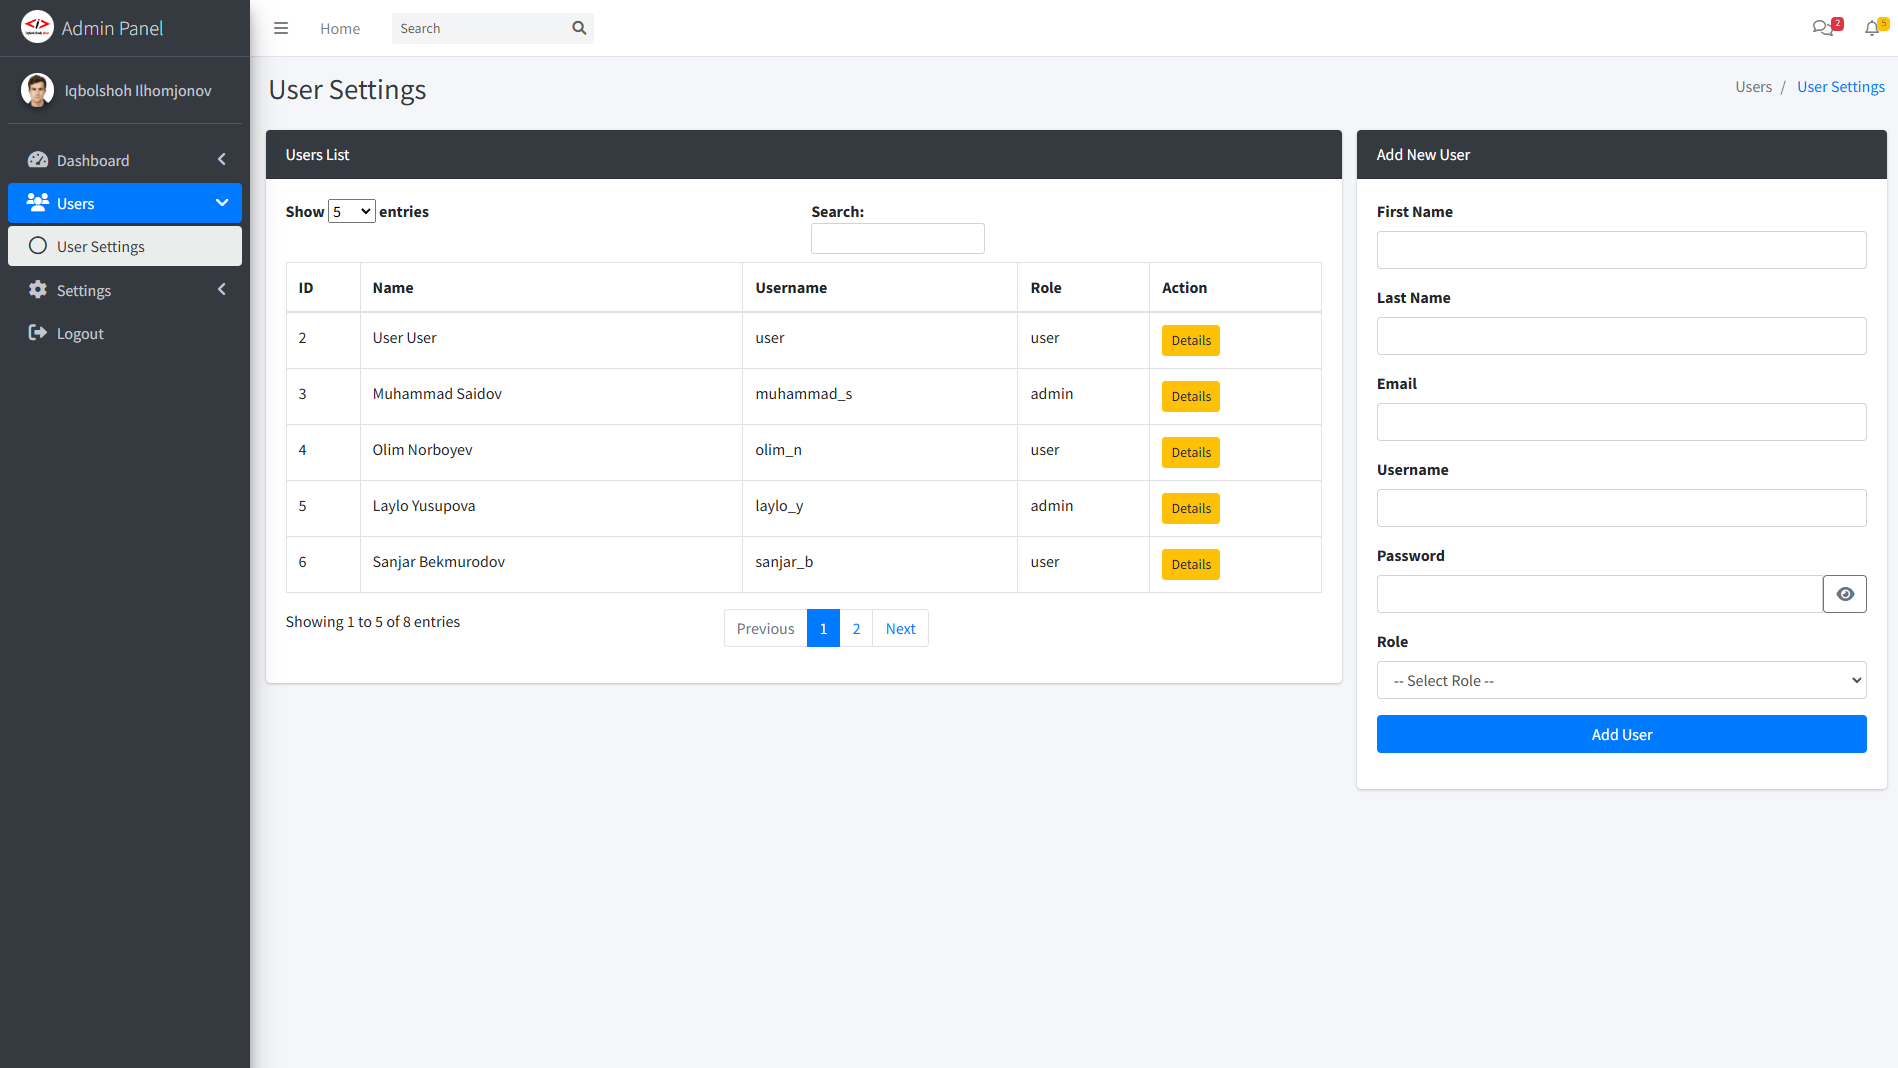 Admin Panel
Home
Search
2
5
Iqbolshoh Ilhomjonov
Dashboard
Users
User Settings
Settings
Logout
User Settings
Users / User Settings
Users List
Show 5 entries
Search:
ID Name Username Role Action
2 User User user user Details
3 Muhammad Saidov muhammad_s admin Details
4 Olim Norboyev olim_n user Details
5 Laylo Yusupova laylo_y admin Details
6 Sanjar Bekmurodov sanjar_b user Details
Showing 1 to 5 of 8 entries
Previous 1 2 Next
Add New User
First Name
Last Name
Email
Username
Password
Role
-- Select Role --
Add User